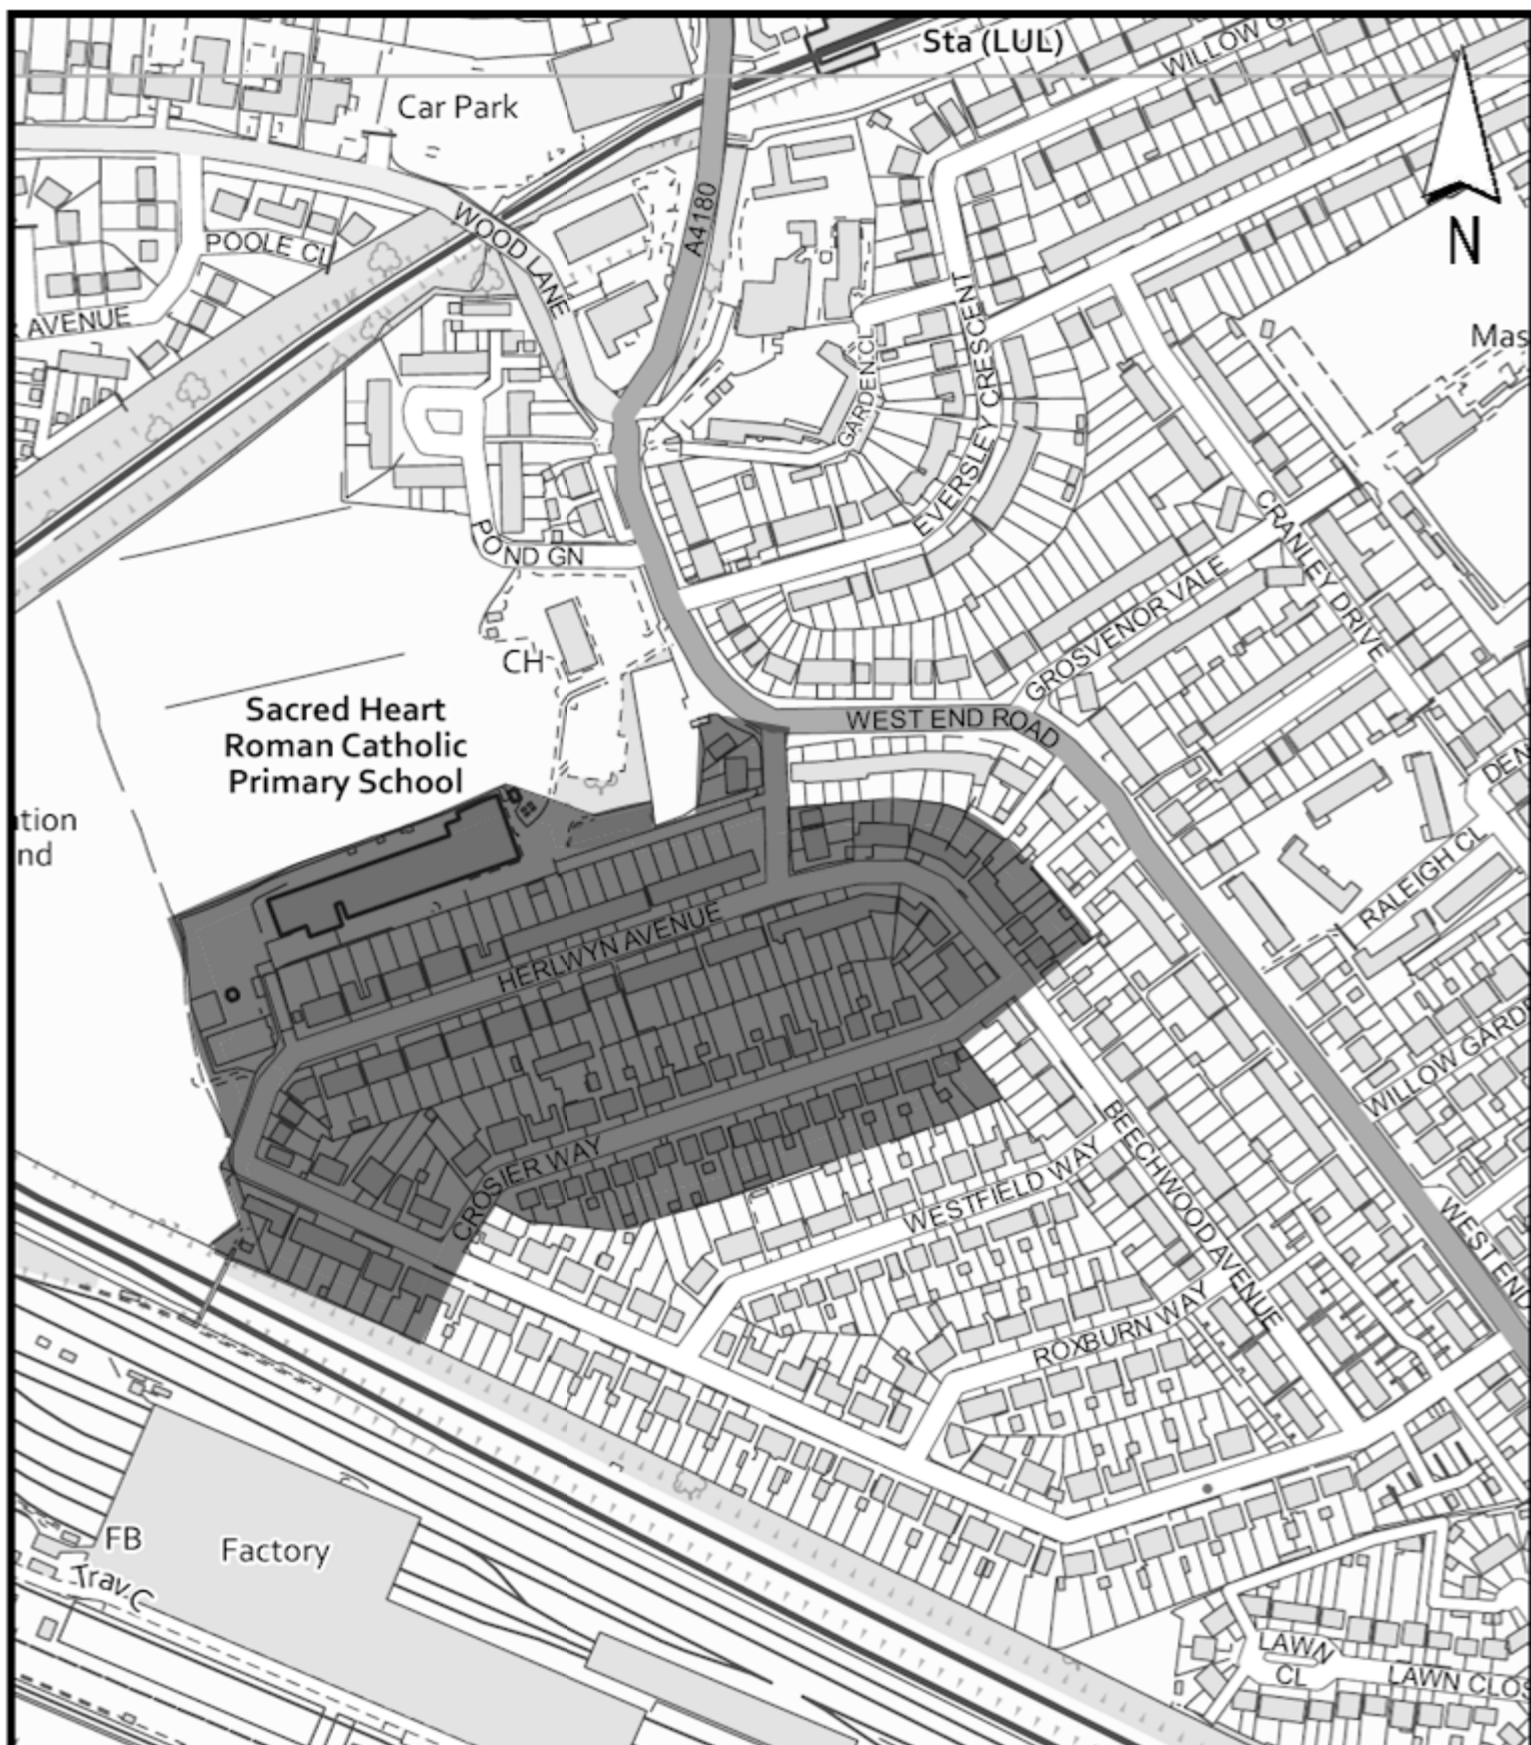 Sta (LUL)
WILLOW
Car Park
A4180
WOOD LANE
POOLE CL
AVENUE
Mas
GARDEN CL
EVERSLEY CRESCENT
N
POND GN
CRANLEY DRIVE
GROSVENOR VALE
CH
WEST END ROAD
Sacred Heart
Roman Catholic
Primary School
DEN
ation
nd
RALEIGH CL
HERLWYN AVENUE
WILLOW GARD
CROSIER WAY
BEECHWOOD AVENUE
WESTFIELD WAY
WEST END
ROXBURN WAY
FB
Factory
Trav C
LAWN
CL
LAWN CLOS